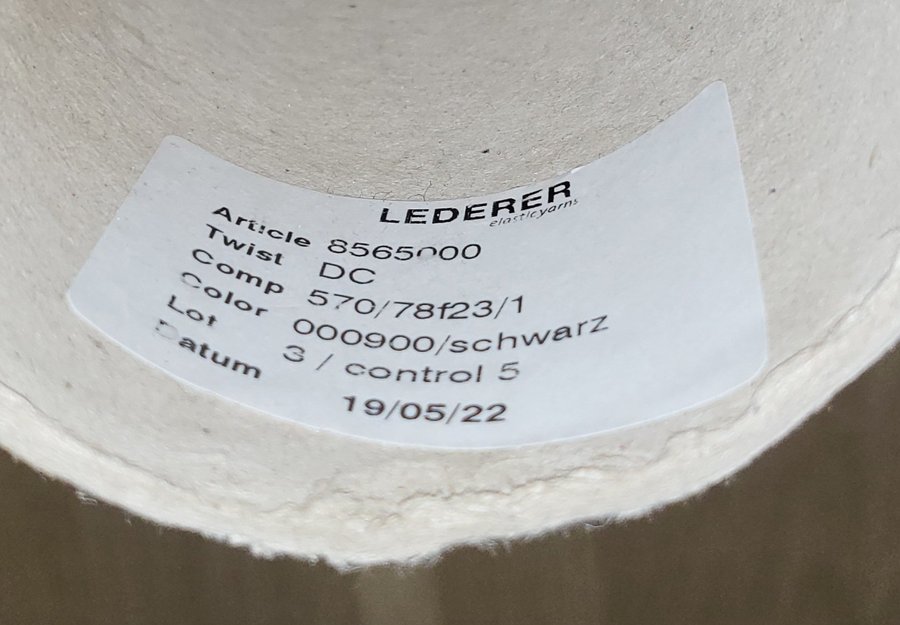 LEDERER
elasticyarns
Article 8565000
Twist DC
Comp 570/78f23/1
Color 000900/schwarz
Lot 3 / control 5
Datum 19/05/22